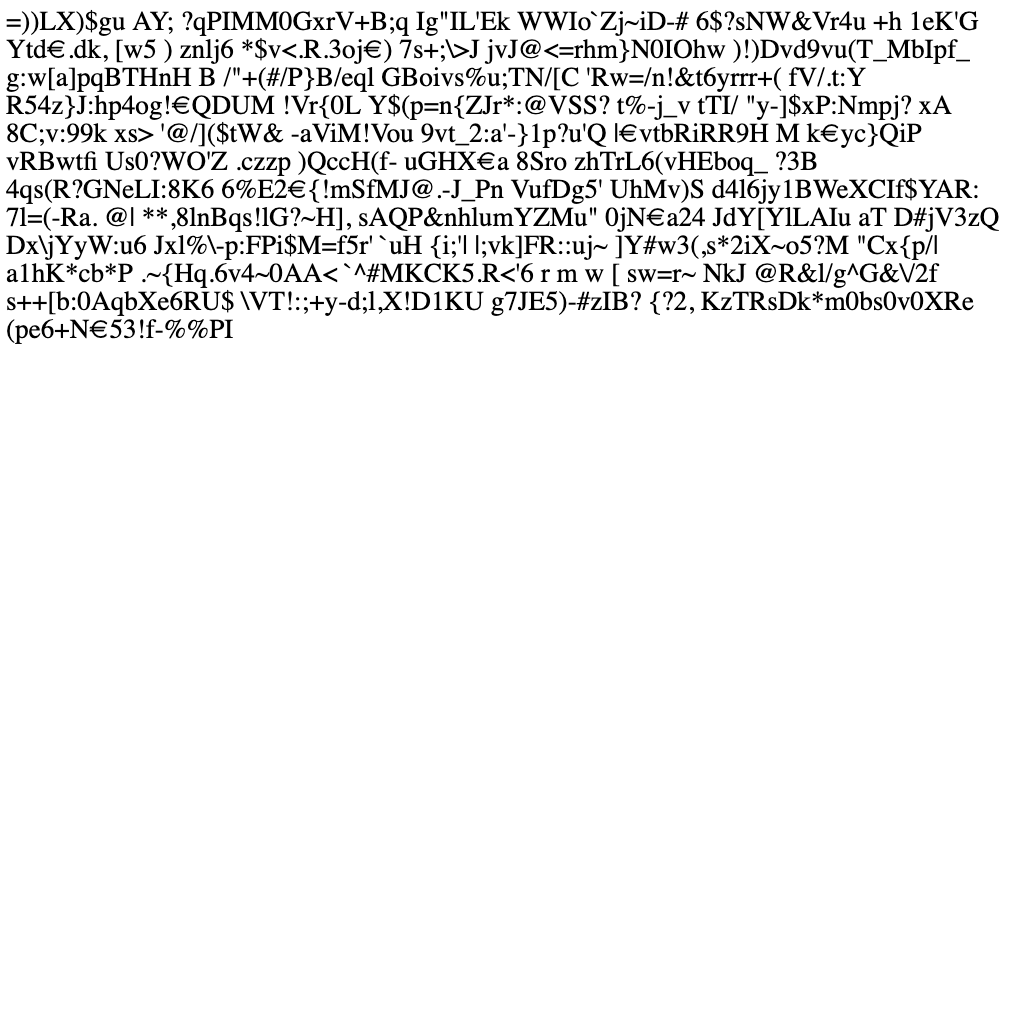 =))LX)$gu AY; ?qPIMM0GxrV+B;q Ig"IL'Ek WWIo`Zj~iD-# 6$?sNW&Vr4u +h 1eK'G
Ytd€.dk, [w5 ) znlj6 *$v<.R.3oj€) 7s+;\>J jvJ@<=rhm}N0IOhw )!)Dvd9vu(T_MbIpf_
g:w[a]pqBTHnH B /"+(#/P}B/eql GBoivs%u;TN/[C 'Rw=/n!&t6yrrr+( fV/.t:Y
R54z}J:hp4og!€QDUM !Vr{0L Y$(p=n{ZJr*:@VSS? t%-j_v tTI/ "y-]$xP:Nmpj? xA
8C;v:99k xs> '@/]($tW& -aViM!Vou 9vt_2:a'-}1p?u'Q l€vtbRiRR9H M k€yc}QiP
vRBwtfi Us0?WO'Z .czzp )QccH(f- uGHX€a 8Sro zhTrL6(vHEboq_ ?3B
4qs(R?GNeLI:8K6 6%E2€{!mSfMJ@.-J_Pn VufDg5' UhMv)S d4l6jy1BWeXCIf$YAR:
7l=(-Ra. @| **,8lnBqs!lG?~H], sAQP&nhlumYZMu" 0jN€a24 JdY[YlLAIu aT D#jV3zQ
Dx\jYyW:u6 Jxl%\-p:FPi$M=f5r' `uH {i;'| |;vk]FR::uj~ ]Y#w3(,s*2iX~o5?M "Cx{p/|
a1hK*cb*P .~{Hq.6v4~0AA< `^#MKCK5.R<'6 r m w [ sw=r~ NkJ @R&l/g^G&\/2f
s++[b:0AqbXe6RU$ \VT!:;+y-d;l,X!D1KU g7JE5)-#zIB? {?2, KzTRsDk*m0bs0v0XRe
(pe6+N€53!f-%%PI